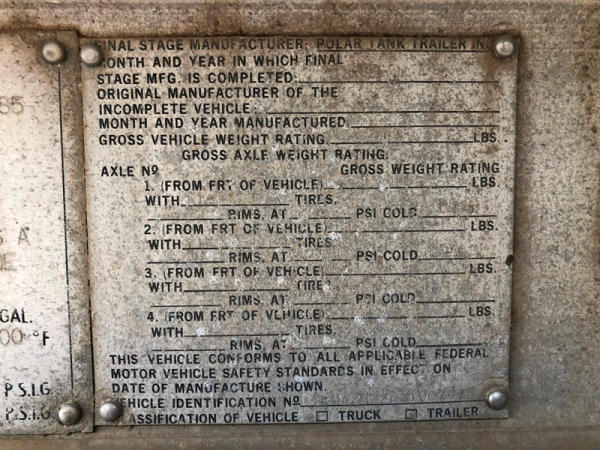 FINAL STAGE MANUFACTURER: POLAR TANK TRAILER IN
MONTH AND YEAR IN WHICH FINAL
STAGE MFG. IS COMPLETED:
ORIGINAL MANUFACTURER OF THE
INCOMPLETE VEHICLE:
MONTH AND YEAR MANUFACTURED
GROSS VEHICLE WEIGHT RATING. LBS.
GROSS AXLE WEIGHT RATING.
AXLE Nº GROSS WEIGHT RATING
1. (FROM FRT OF VEHICLE) LBS.
WITH TIRES,
RIMS, AT PSI COLD
2. (FROM FRT OF VEHICLE) LBS.
WITH TIRES,
RIMS, AT PSI COLD
3. (FROM FRT OF VEHICLE) LBS.
WITH TIRES
RIMS, AT PSI COLD
4. (FROM FRT OF VEHICLE) LBS.
WITH TIRES,
RIMS, AT PSI COLD
THIS VEHICLE CONFORMS TO ALL APPLICABLE FEDERAL
MOTOR VEHICLE SAFETY STANDARDS IN EFFECT ON
DATE OF MANUFACTURE SHOWN.
VEHICLE IDENTIFICATION Nº
CLASSIFICATION OF VEHICLE ☐ TRUCK ☑ TRAILER
85
A
GAL.
00 °F
P.S.I.G.
P.S.I.G.